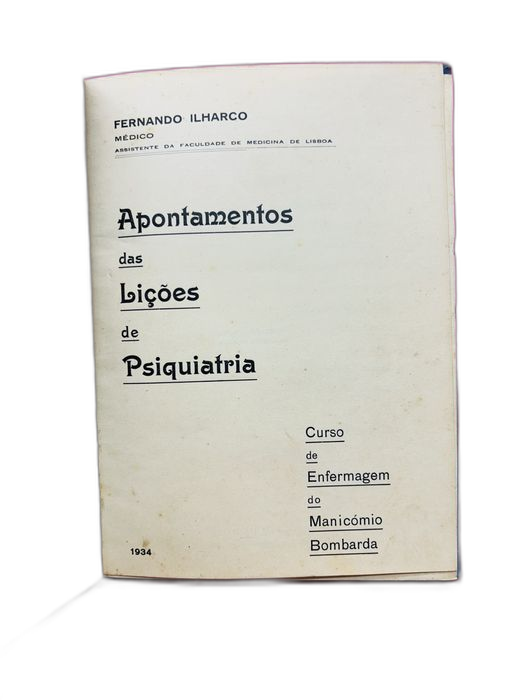 FERNANDO ILHARCO
MÉDICO
ASSISTENTE DA FACULDADE DE MEDICINA DE LISBOA
Apontamentos
das
Lições
de
Psiquiatria
Curso
de
Enfermagem
do
Manicómio
Bombarda
1934